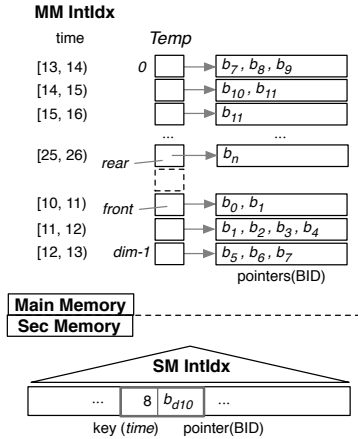 MM IntIdx
time Temp
[13, 14) 0 b7 , b8 , b9
[14, 15) b10 , b11
[15, 16) b11
... ...
[25, 26) rear bn
[10, 11) front b0 , b1
[11, 12) b1 , b2 , b3 , b4
[12, 13) dim-1 b5 , b6 , b7
pointers(BID)
Main Memory
Sec Memory
SM IntIdx
... 8 bd10 ...
key (time) pointer(BID)